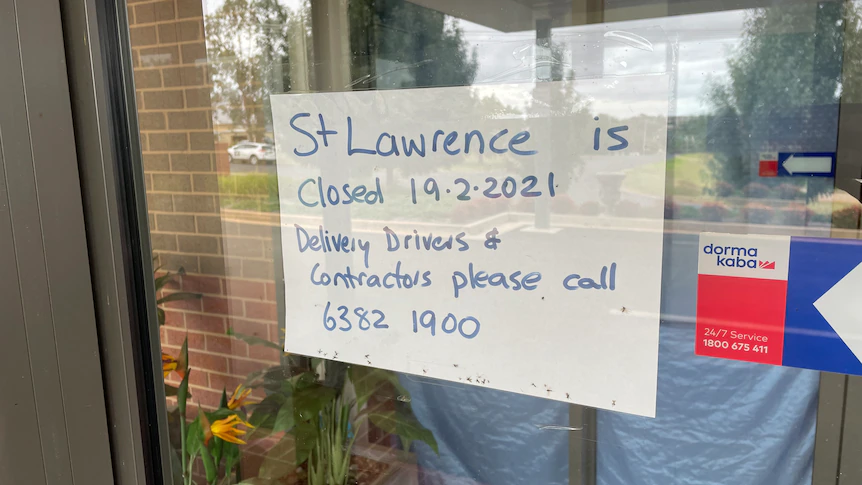 St Lawrence is
Closed 19.2.2021
Delivery Drivers &
Contractors please call
6382 1900
dorma
kaba
24/7 Service
1800 675 411